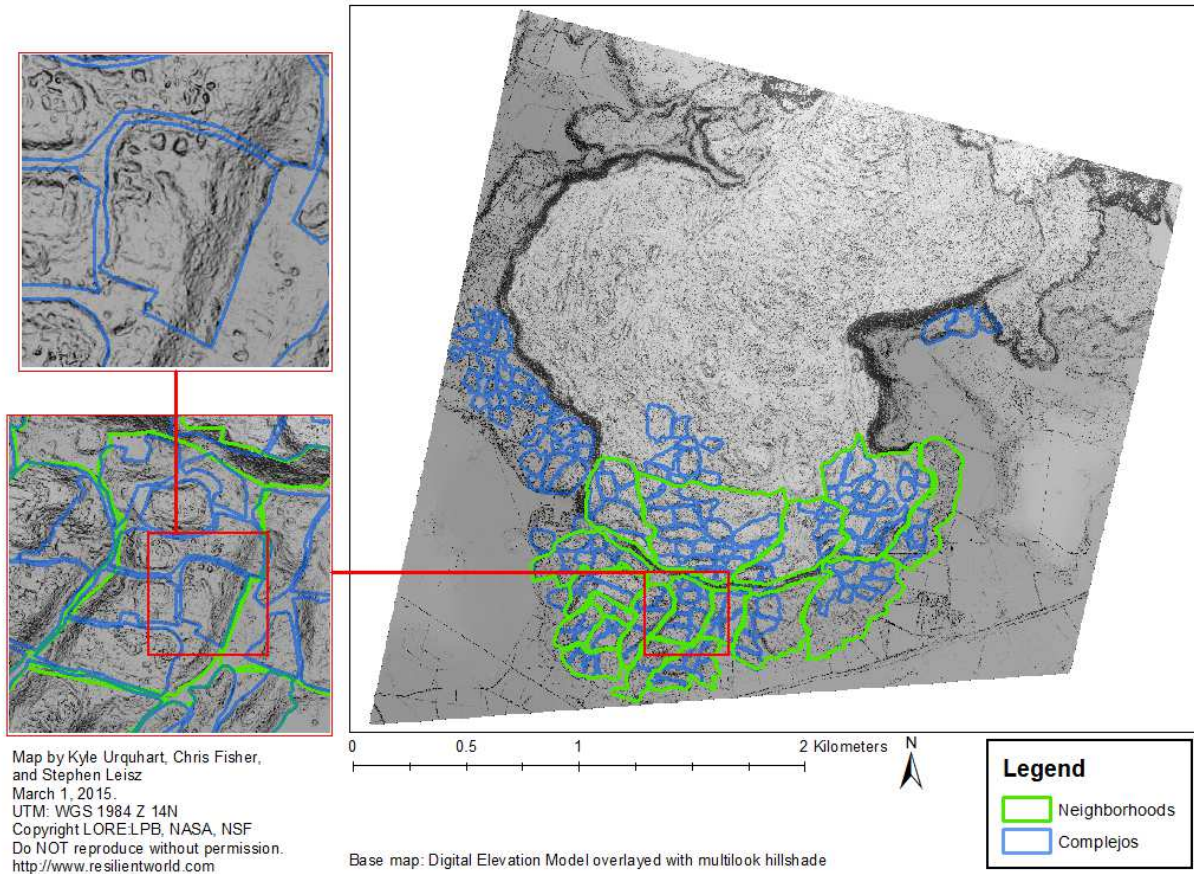 Map by Kyle Urquhart, Chris Fisher,
and Stephen Leisz
March 1, 2015.
UTM: WGS 1984 Z 14N
Copyright LORE:LPB, NASA, NSF
Do NOT reproduce without permission.
http://www.resilientworld.com
0 0.5 1 2 Kilometers
N
Base map: Digital Elevation Model overlayed with multilook hillshade
Legend
Neighborhoods
Complejos